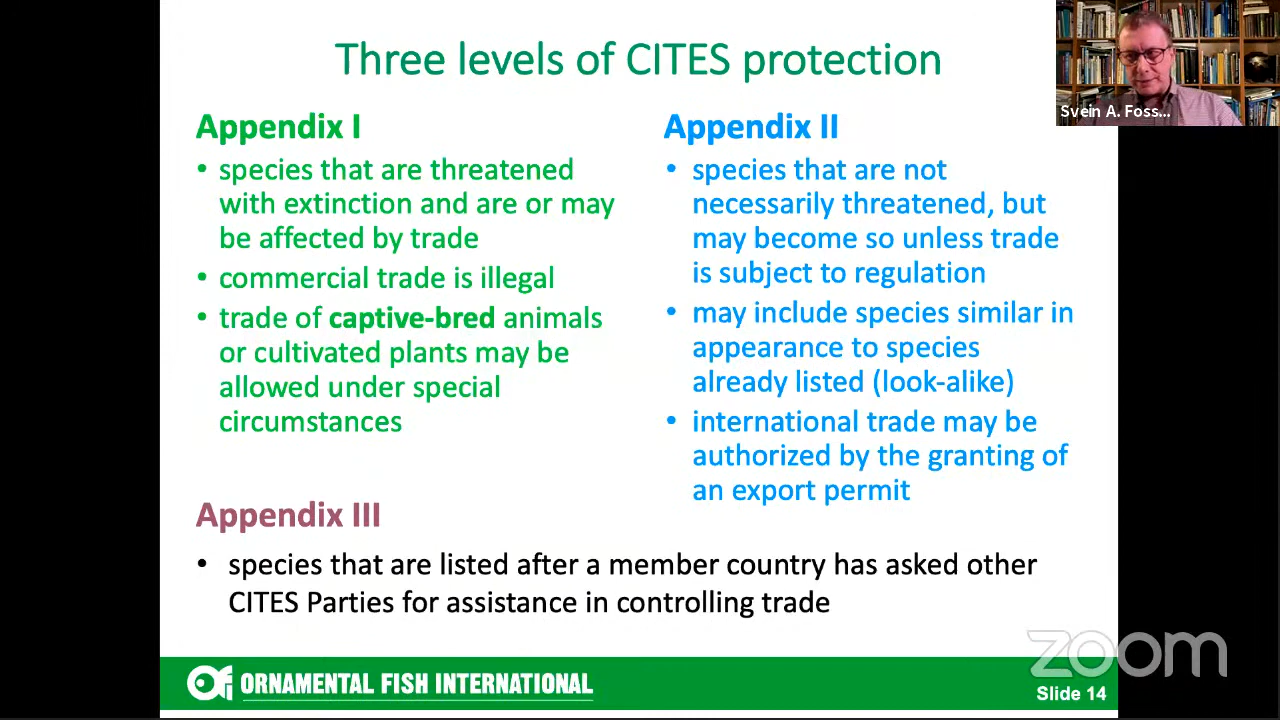 Three levels of CITES protection
Svein A. Foss...
Appendix I
• species that are threatened
with extinction and are or may
be affected by trade
• commercial trade is illegal
• trade of captive-bred animals
or cultivated plants may be
allowed under special
circumstances
Appendix II
• species that are not
necessarily threatened, but
may become so unless trade
is subject to regulation
• may include species similar in
appearance to species
already listed (look-alike)
• international trade may be
authorized by the granting of
an export permit
Appendix III
• species that are listed after a member country has asked other
CITES Parties for assistance in controlling trade
zoom
ORNAMENTAL FISH INTERNATIONAL
Slide 14